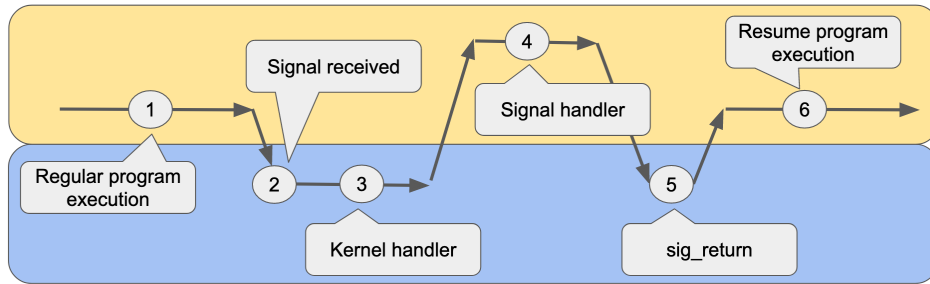 Signal received
4
Resume program
execution
Signal handler
1
6
Regular program
execution
2
3
5
Kernel handler
sig_return